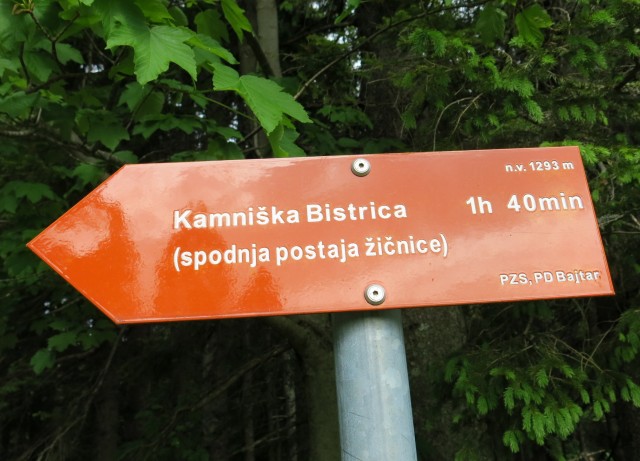 n.v. 1293 m
Kamniška Bistrica 1h 40min
(spodnja postaja žičnice)
PZS, PD Bajtar